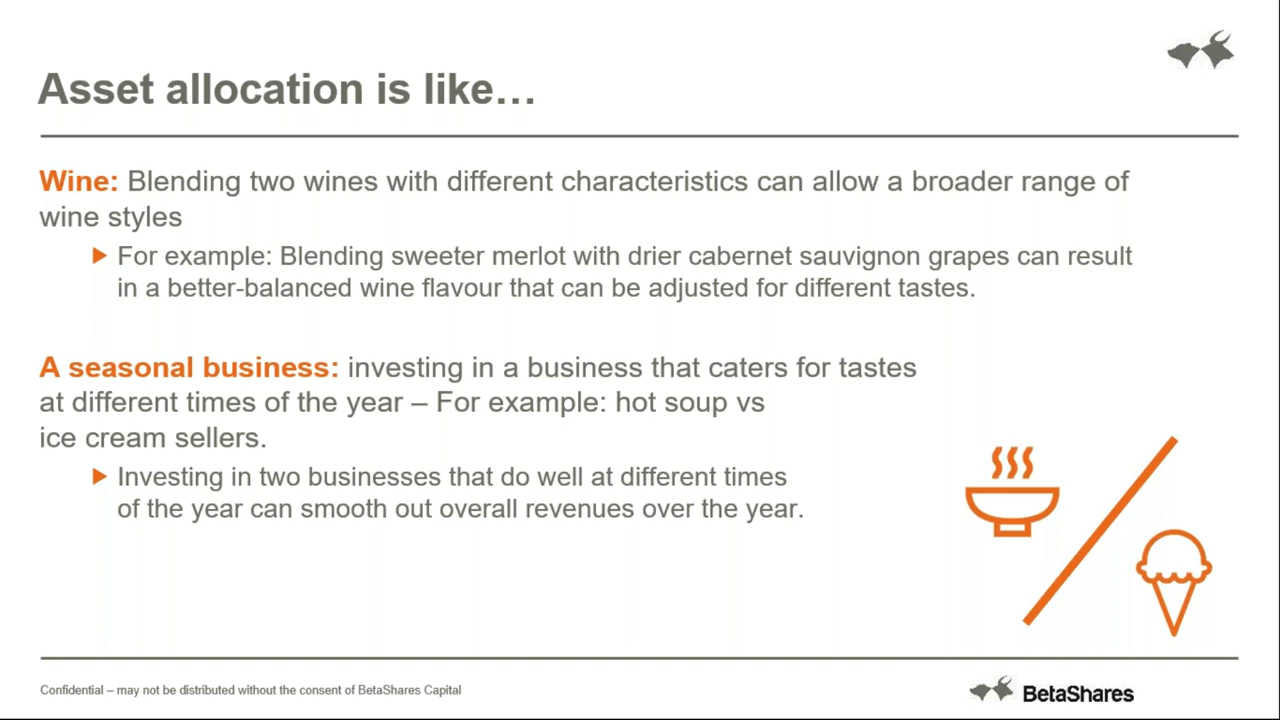 Asset allocation is like…
Wine: Blending two wines with different characteristics can allow a broader range of
wine styles
For example: Blending sweeter merlot with drier cabernet sauvignon grapes can result
in a better-balanced wine flavour that can be adjusted for different tastes.
A seasonal business: investing in a business that caters for tastes
at different times of the year – For example: hot soup vs
ice cream sellers.
Investing in two businesses that do well at different times
of the year can smooth out overall revenues over the year.
Confidential – may not be distributed without the consent of BetaShares Capital
BetaShares